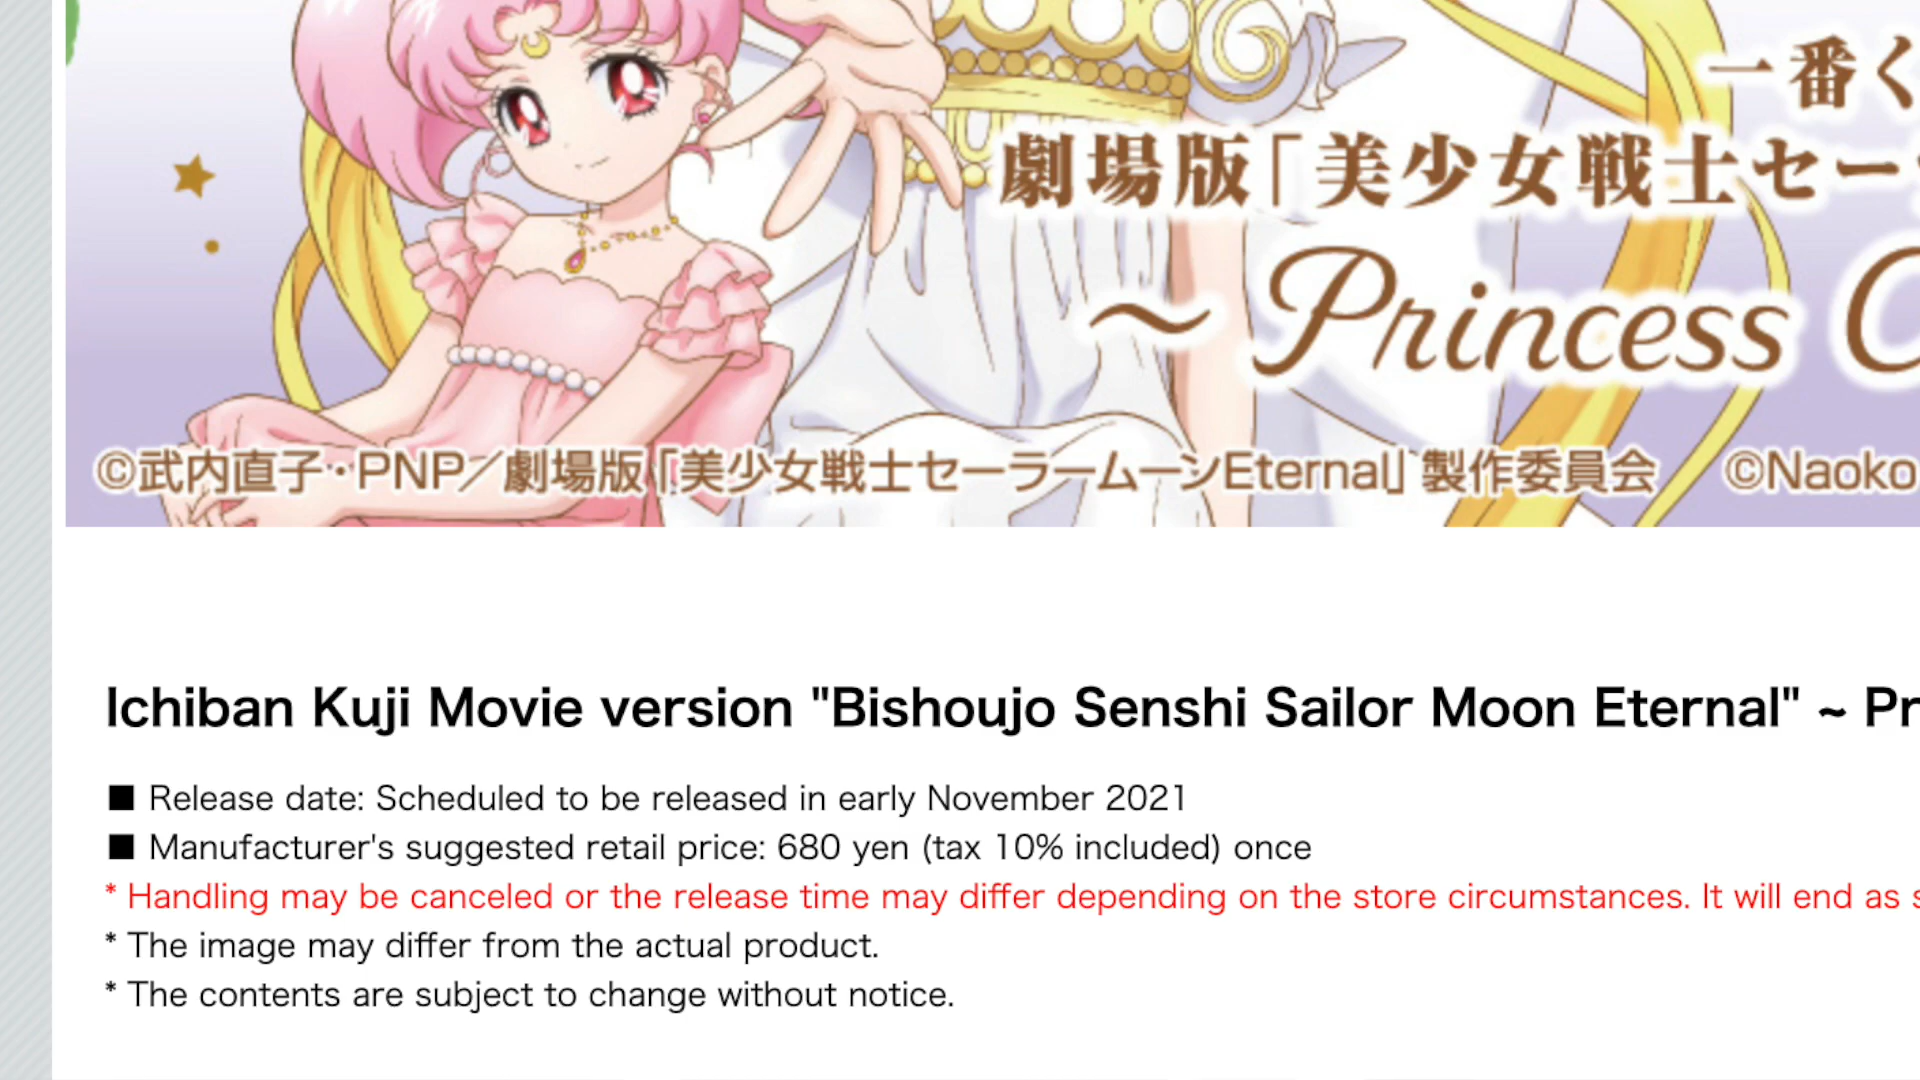 一番く
劇場版「美少女戦士セー
～ Princess C
©武内直子・PNP／劇場版「美少女戦士セーラームーンEternal」製作委員会 ©Naoko
Ichiban Kuji Movie version "Bishoujo Senshi Sailor Moon Eternal" ~ Pr
■ Release date: Scheduled to be released in early November 2021
■ Manufacturer's suggested retail price: 680 yen (tax 10% included) once
* Handling may be canceled or the release time may differ depending on the store circumstances. It will end as s
* The image may differ from the actual product.
* The contents are subject to change without notice.